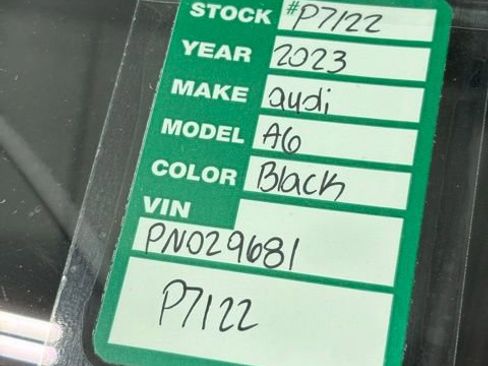 STOCK #P7122
YEAR 2023
MAKE audi
MODEL A6
COLOR Black
VIN
PN029681
P7122